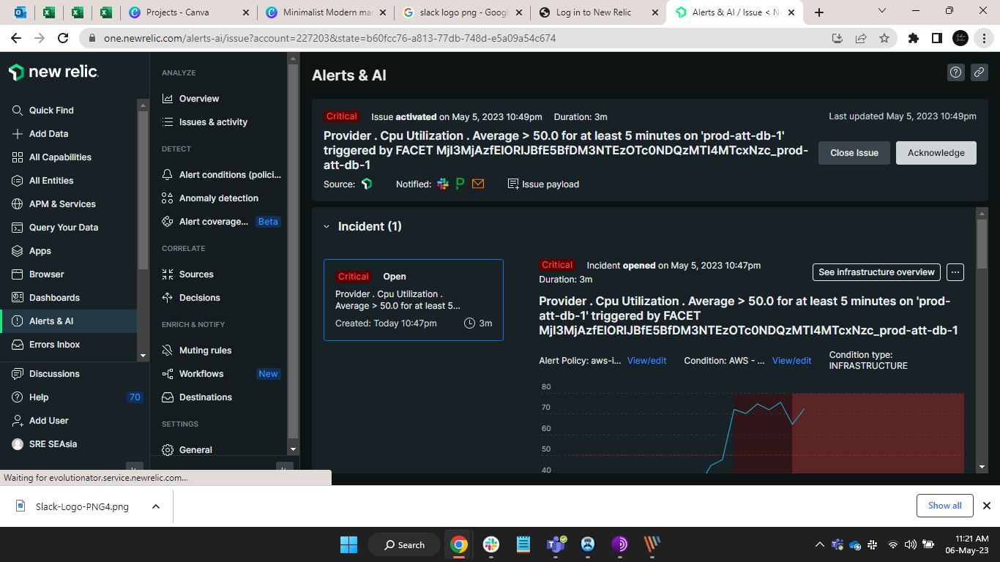 Projects - Canva
Minimalist Modern mar
slack logo png - Googl
Log in to New Relic
Alerts & AI / Issue < Ne
one.newrelic.com/alerts-ai/issue?account=227203&state=b60fcc76-a813-77db-748d-e5a09a54c674
new relic.
Quick Find
Add Data
All Capabilities
All Entities
APM & Services
Query Your Data
Apps
Browser
Dashboards
Alerts & AI
Errors Inbox
Discussions
Help 70
Add User
SRE SEAsia
ANALYZE
Overview
Issues & activity
DETECT
Alert conditions (polici...
Anomaly detection
Alert coverage... Beta
CORRELATE
Sources
Decisions
ENRICH & NOTIFY
Muting rules
Workflows New
Destinations
SETTINGS
General
Alerts & AI
Critical Issue activated on May 5, 2023 10:49pm Duration: 3m
Last updated May 5, 2023 10:49pm
Provider . Cpu Utilization . Average > 50.0 for at least 5 minutes on 'prod-att-db-1'
triggered by FACET MjI3MjAzfElORlJBfE5BfDM3NTEzOTc0NDQzMTI4MTcxNzc_prod-
att-db-1
Close Issue
Acknowledge
Source:
Notified:
Issue payload
Incident (1)
Critical Open
Provider . Cpu Utilization .
Average > 50.0 for at least 5...
Created: Today 10:47pm 3m
Critical Incident opened on May 5, 2023 10:47pm
Duration: 3m
See infrastructure overview
...
Provider . Cpu Utilization . Average > 50.0 for at least 5 minutes on 'prod-
att-db-1' triggered by FACET
MjI3MjAzfElORlJBfE5BfDM3NTEzOTc0NDQzMTI4MTcxNzc_prod-att-db-1
Alert Policy: aws-i... View/edit
Condition: AWS - ... View/edit
Condition type:
INFRASTRUCTURE
80
70
60
50
40
Waiting for evolutionator.service.newrelic.com...
Slack-Logo-PNG4.png
Show all
Search
11:21 AM
06-May-23